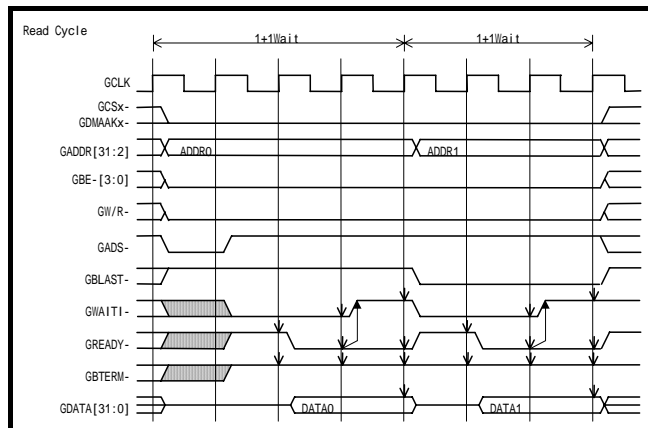 Read Cycle
1+1Wait 1+1Wait
GCLK
GCSx-
GDMAAKx-
GADDR[31:2] ADDR0 ADDR1
GBE-[3:0]
GW/R-
GADS-
GBLAST-
GWAITI-
GREADY-
GBTERM-
GDATA[31:0] DATA0 DATA1